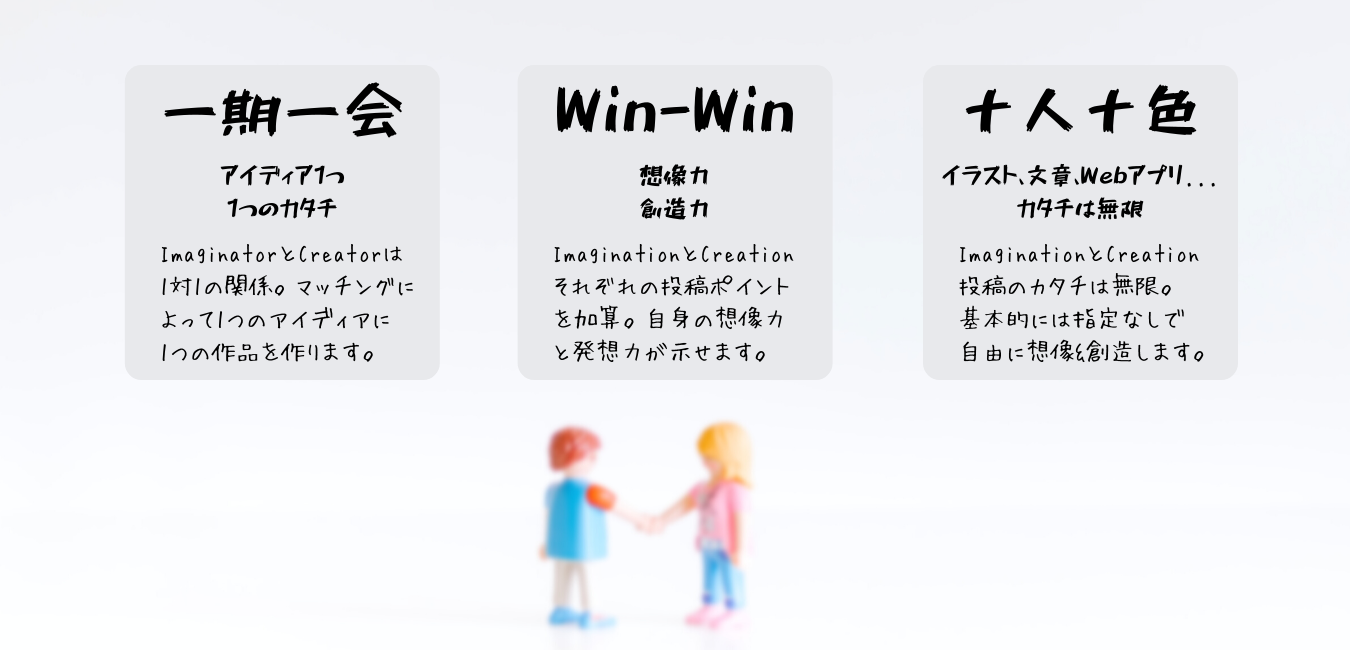 一期一会
アイディア1つ
1つのカタチ
ImaginatorとCreatorは
1対1の関係。マッチングに
よって1つのアイディアに
1つの作品を作ります。
Win-Win
想像力
創造力
ImaginationとCreation
それぞれの投稿ポイント
を加算。自身の想像力
と発想力が示せます。
十人十色
イラスト、文章、Webアプリ...
カタチは無限
ImaginationとCreation
投稿のカタチは無限。
基本的には指定なしで
自由に想像&創造します。